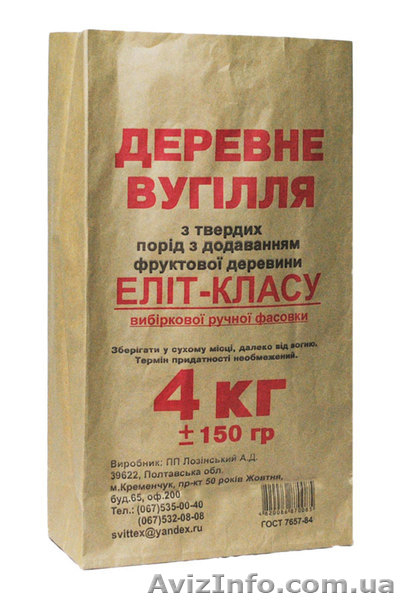 ДЕРЕВНЕ
ВУГІЛЛЯ
з твердих
порід з додаванням
фруктової деревини
ЕЛІТ-КЛАСУ
вибіркової ручної фасовки
Зберігати у сухому місці, далеко від вогню.
Термін придатності необмежений.
4 кг
± 150 гр
Виробник: ПП Лозінський А.Д.
39622, Полтавська обл.
м.Кременчук, пр-кт 50 років Жовтня,
буд.65, оф.200
Тел.: (067)535-00-40
(067)532-08-08
svittex@yandex.ru
ГОСТ 7657-84
AvizInfo.com.ua